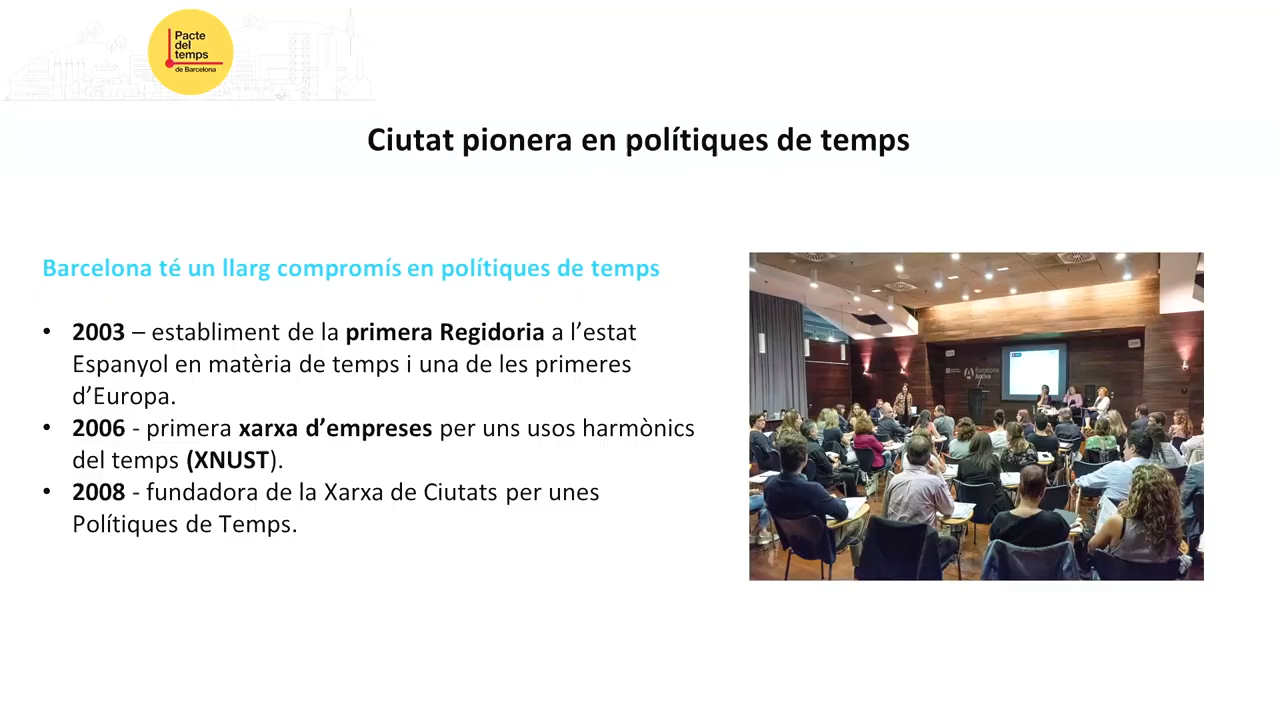 Pacte
del
temps
de Barcelona
Ciutat pionera en polítiques de temps
Barcelona té un llarg compromís en polítiques de temps
• 2003 – establiment de la primera Regidoria a l’estat
Espanyol en matèria de temps i una de les primeres
d’Europa.
• 2006 - primera xarxa d’empreses per uns usos harmònics
del temps (XNUST).
• 2008 - fundadora de la Xarxa de Ciutats per unes
Polítiques de Temps.
Barcelona
Activa